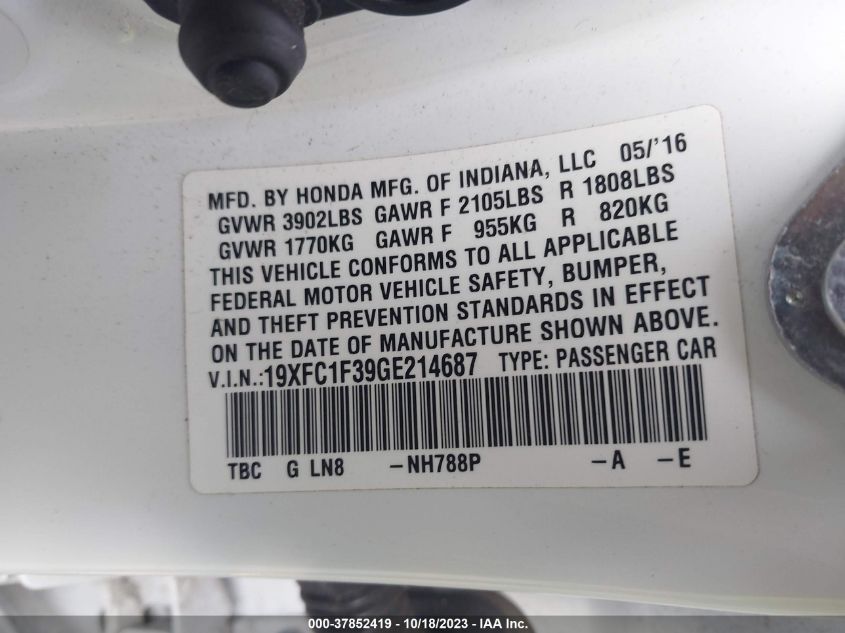 MFD. BY HONDA MFG. OF INDIANA, LLC 05/'16
GVWR 3902LBS GAWR F 2105LBS R 1808LBS
GVWR 1770KG GAWR F 955KG R 820KG
THIS VEHICLE CONFORMS TO ALL APPLICABLE
FEDERAL MOTOR VEHICLE SAFETY, BUMPER,
AND THEFT PREVENTION STANDARDS IN EFFECT
ON THE DATE OF MANUFACTURE SHOWN ABOVE.
V.I.N.:19XFC1F39GE214687 TYPE: PASSENGER CAR
TBC G LN8 -NH788P -A -E
000-37852419 - 10/18/2023 - IAA Inc.